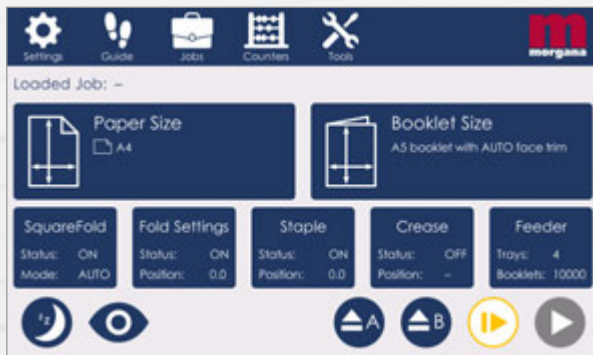 Settings Guide Jobs Counters Tools
morgana
Loaded Job: –
Paper Size
A4
Booklet Size
A5 booklet with AUTO face trim
SquareFold
Status: ON
Mode: AUTO
Fold Settings
Status: ON
Position: 0.0
Staple
Status: ON
Position: 0.0
Crease
Status: OFF
Position: –
Feeder
Trays: 4
Booklets: 10000
z z
A
B